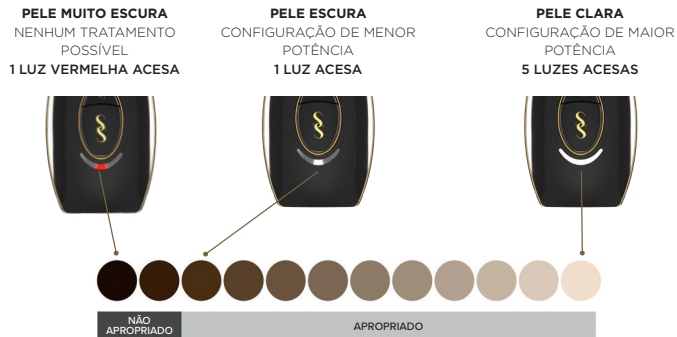 PELE MUITO ESCURA
NENHUM TRATAMENTO
POSSÍVEL
1 LUZ VERMELHA ACESA
PELE ESCURA
CONFIGURAÇÃO DE MENOR
POTÊNCIA
1 LUZ ACESA
PELE CLARA
CONFIGURAÇÃO DE MAIOR
POTÊNCIA
5 LUZES ACESAS
NÃO
APROPRIADO
APROPRIADO